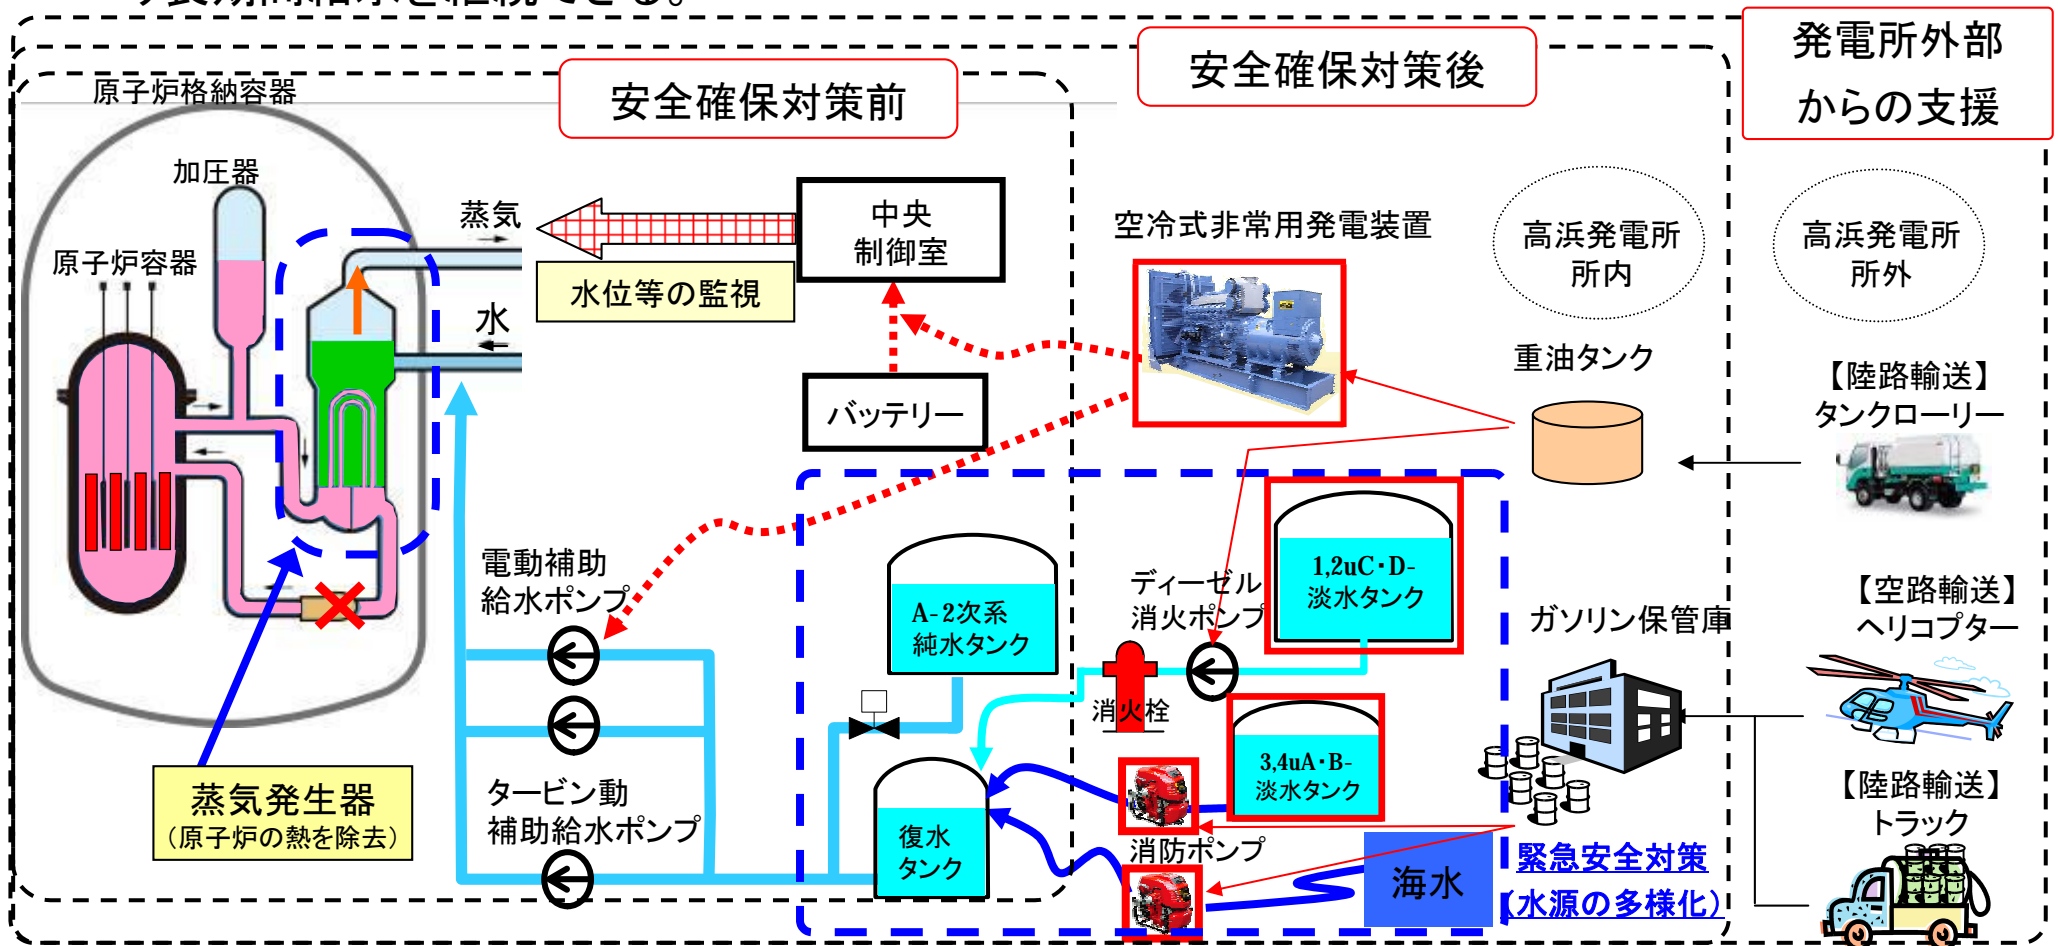 安全確保対策前
安全確保対策後
発電所外部
からの支援
原子炉格納容器
加圧器
原子炉容器
蒸気
水
中央
制御室
水位等の監視
バッテリー
空冷式非常用発電装置
高浜発電所
所内
高浜発電所
所外
重油タンク
【陸路輸送】
タンクローリー
電動補助
給水ポンプ
A-2次系
純水タンク
ディーゼル
消火ポンプ
1,2uC・D-
淡水タンク
ガソリン保管庫
【空路輸送】
ヘリコプター
消火栓
3,4uA・B-
淡水タンク
蒸気発生器
(原子炉の熱を除去)
タービン動
補助給水ポンプ
復水
タンク
消防ポンプ
海水
緊急安全対策
(水源の多様化)
【陸路輸送】
トラック